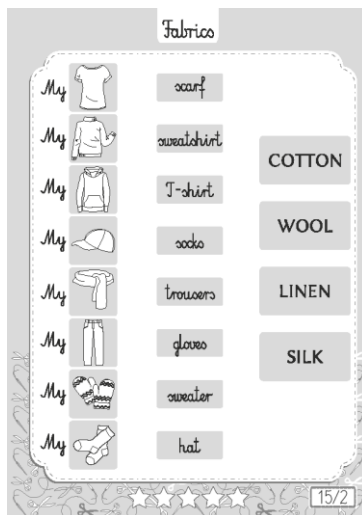 Fabrics
My scarf
My sweatshirt
My T-shirt
My socks
My trousers
My gloves
My sweater
My hat
COTTON
WOOL
LINEN
SILK
15/2